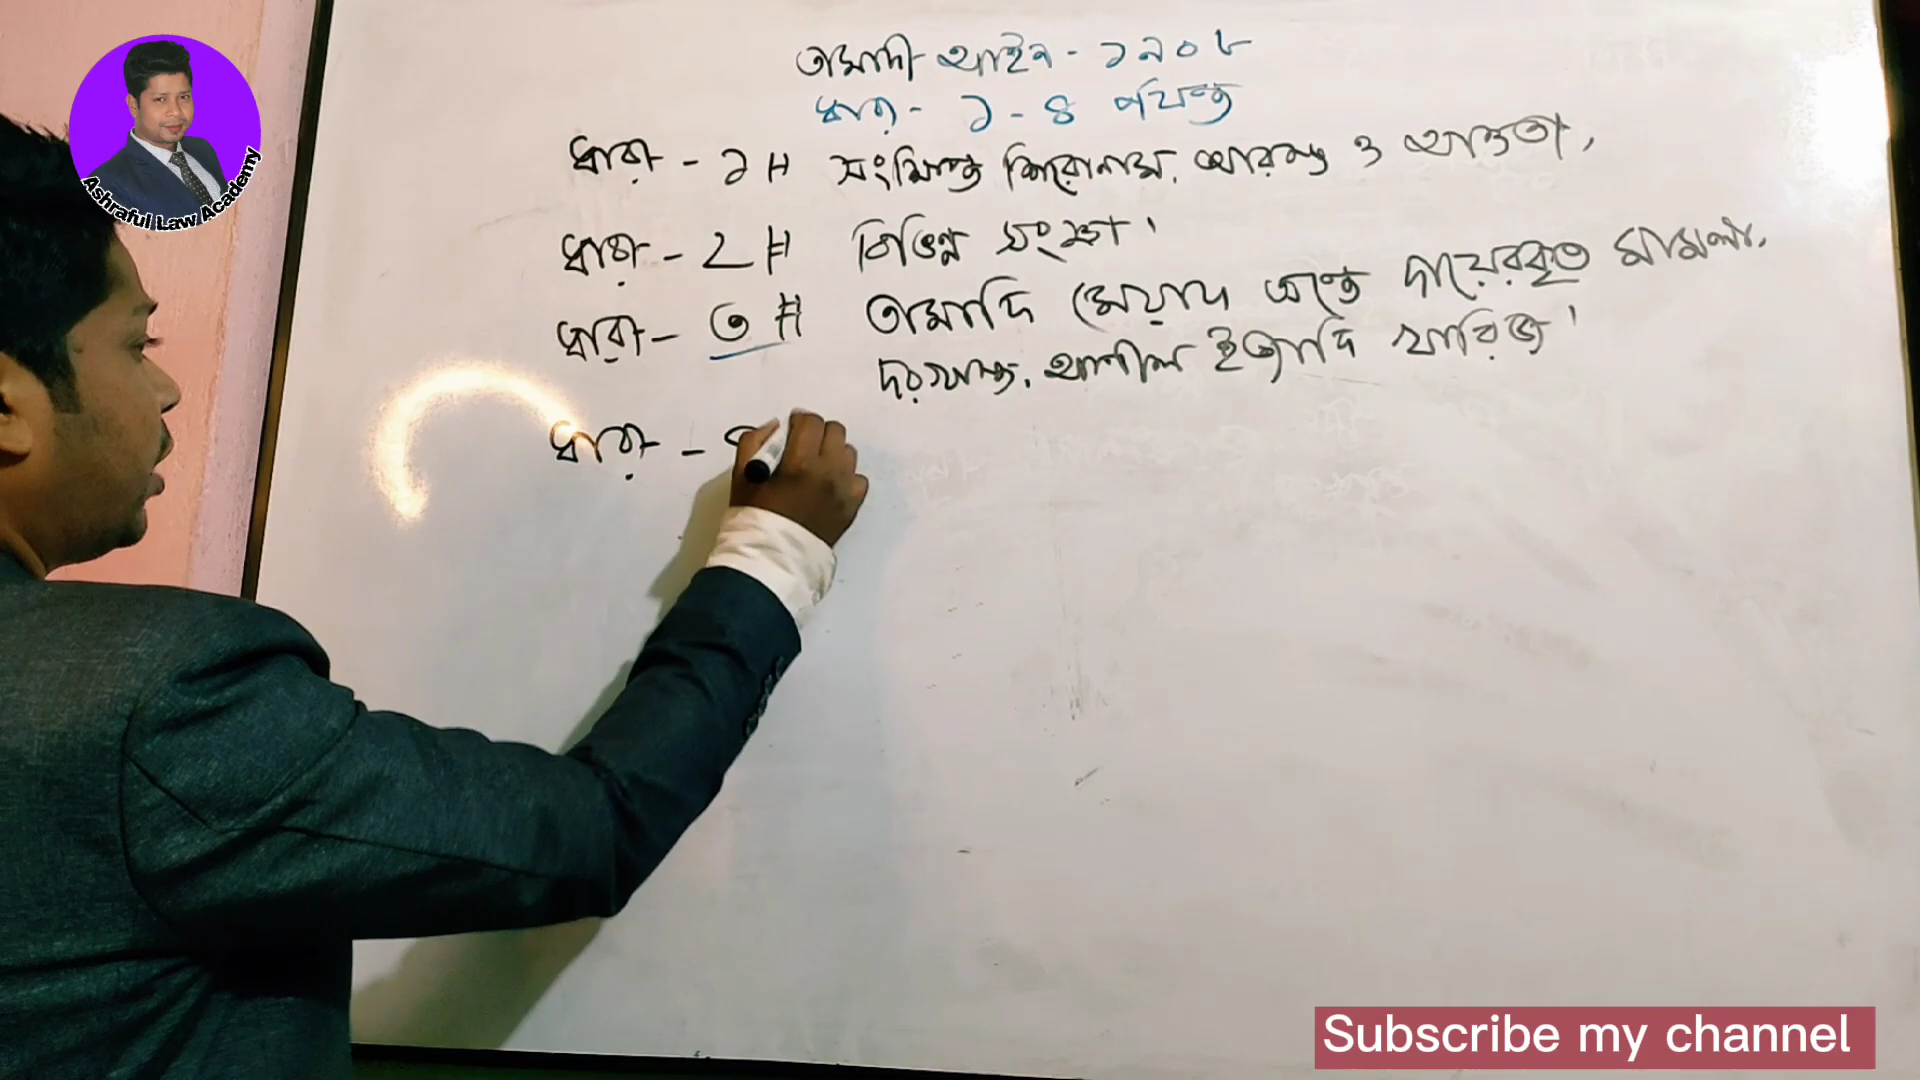 Ashraful Law Academy
তামাদী আইন - ১৯০৮
ধারা - ১ - ৪ পর্যন্ত
ধারা - ১ # সংক্ষিপ্ত শিরোনাম, আরম্ভ ও আওতা,
ধারা - ২ # বিভিন্ন সংজ্ঞা।
ধারা - ৩ # তামাদি মেয়াদ অন্তে দায়েরকৃত মামলা,
দরখাস্ত, আপীল ইত্যাদি খারিজ।
ধারা -
Subscribe my channel